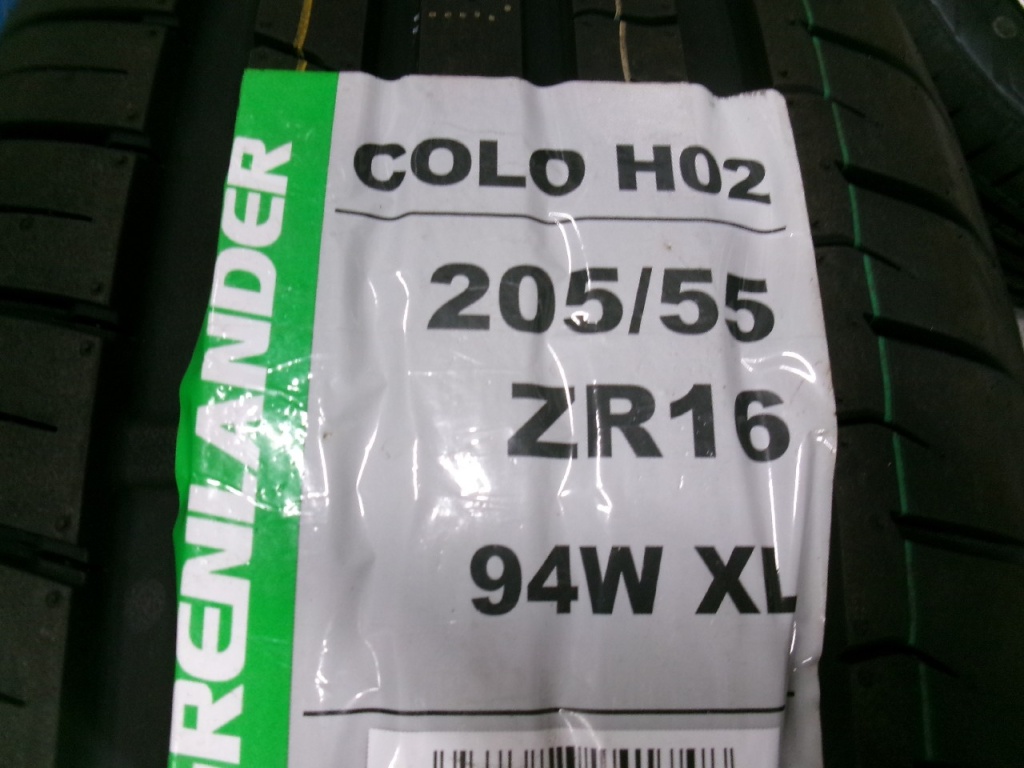 COLO H02
205/55
ZR16
94W XL
RENLANDER